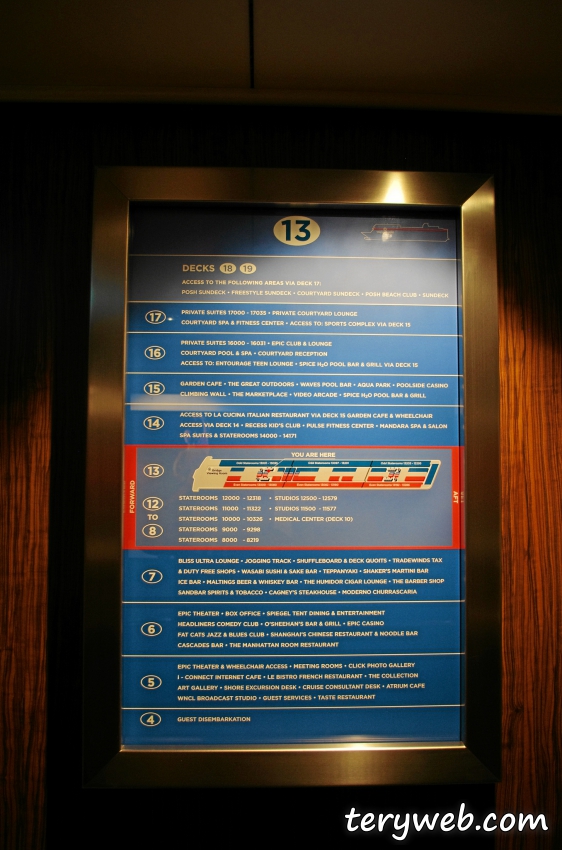 13
DECKS 18 19
ACCESS TO THE FOLLOWING AREAS VIA DECK 17:
POSH SUNDECK • FREESTYLE SUNDECK • COURTYARD SUNDECK • POSH BEACH CLUB • SUNDECK
17
PRIVATE SUITES 17000 - 17035 • PRIVATE COURTYARD LOUNGE
COURTYARD SPA & FITNESS CENTER • ACCESS TO: SPORTS COMPLEX VIA DECK 15
16
PRIVATE SUITES 16000 - 16031 • EPIC CLUB & LOUNGE
COURTYARD POOL & SPA • COURTYARD RECEPTION
ACCESS TO: ENTOURAGE TEEN LOUNGE • SPICE H2O POOL BAR & GRILL VIA DECK 15
15
GARDEN CAFE • THE GREAT OUTDOORS • WAVES POOL BAR • AQUA PARK • POOLSIDE CASINO
CLIMBING WALL • THE MARKETPLACE • VIDEO ARCADE • SPICE H2O POOL BAR & GRILL
14
ACCESS TO LA CUCINA ITALIAN RESTAURANT VIA DECK 15 GARDEN CAFE & WHEELCHAIR
ACCESS VIA DECK 14 • RECESS KID'S CLUB • PULSE FITNESS CENTER • MANDARA SPA & SALON
SPA SUITES & STATEROOMS 14000 - 14171
YOU ARE HERE
13
FORWARD
AFT
12
TO
8
STATEROOMS 12000 - 12318 • STUDIOS 12500 - 12579
STATEROOMS 11000 - 11322 • STUDIOS 11500 - 11577
STATEROOMS 10000 - 10326 • MEDICAL CENTER (DECK 10)
STATEROOMS 9000 - 9298
STATEROOMS 8000 - 8219
7
BLISS ULTRA LOUNGE • JOGGING TRACK • SHUFFLEBOARD & DECK QUOITS • TRADEWINDS TAX
& DUTY FREE SHOPS • WASABI SUSHI & SAKE BAR • TEPPANYAKI • SHAKER'S MARTINI BAR
ICE BAR • MALTINGS BEER & WHISKEY BAR • THE HUMIDOR CIGAR LOUNGE • THE BARBER SHOP
SANDBAR SPIRITS & TOBACCO • CAGNEY'S STEAKHOUSE • MODERNO CHURRASCARIA
6
EPIC THEATER • BOX OFFICE • SPIEGEL TENT DINING & ENTERTAINMENT
HEADLINERS COMEDY CLUB • O'SHEEHAN'S BAR & GRILL • EPIC CASINO
FAT CATS JAZZ & BLUES CLUB • SHANGHAI'S CHINESE RESTAURANT & NOODLE BAR
CASCADES BAR • THE MANHATTAN ROOM RESTAURANT
5
EPIC THEATER & WHEELCHAIR ACCESS • MEETING ROOMS • CLICK PHOTO GALLERY
I - CONNECT INTERNET CAFE • LE BISTRO FRENCH RESTAURANT • THE COLLECTION
ART GALLERY • SHORE EXCURSION DESK • CRUISE CONSULTANT DESK • ATRIUM CAFE
WNCL BROADCAST STUDIO • GUEST SERVICES • TASTE RESTAURANT
4
GUEST DISEMBARKATION
teryweb.com